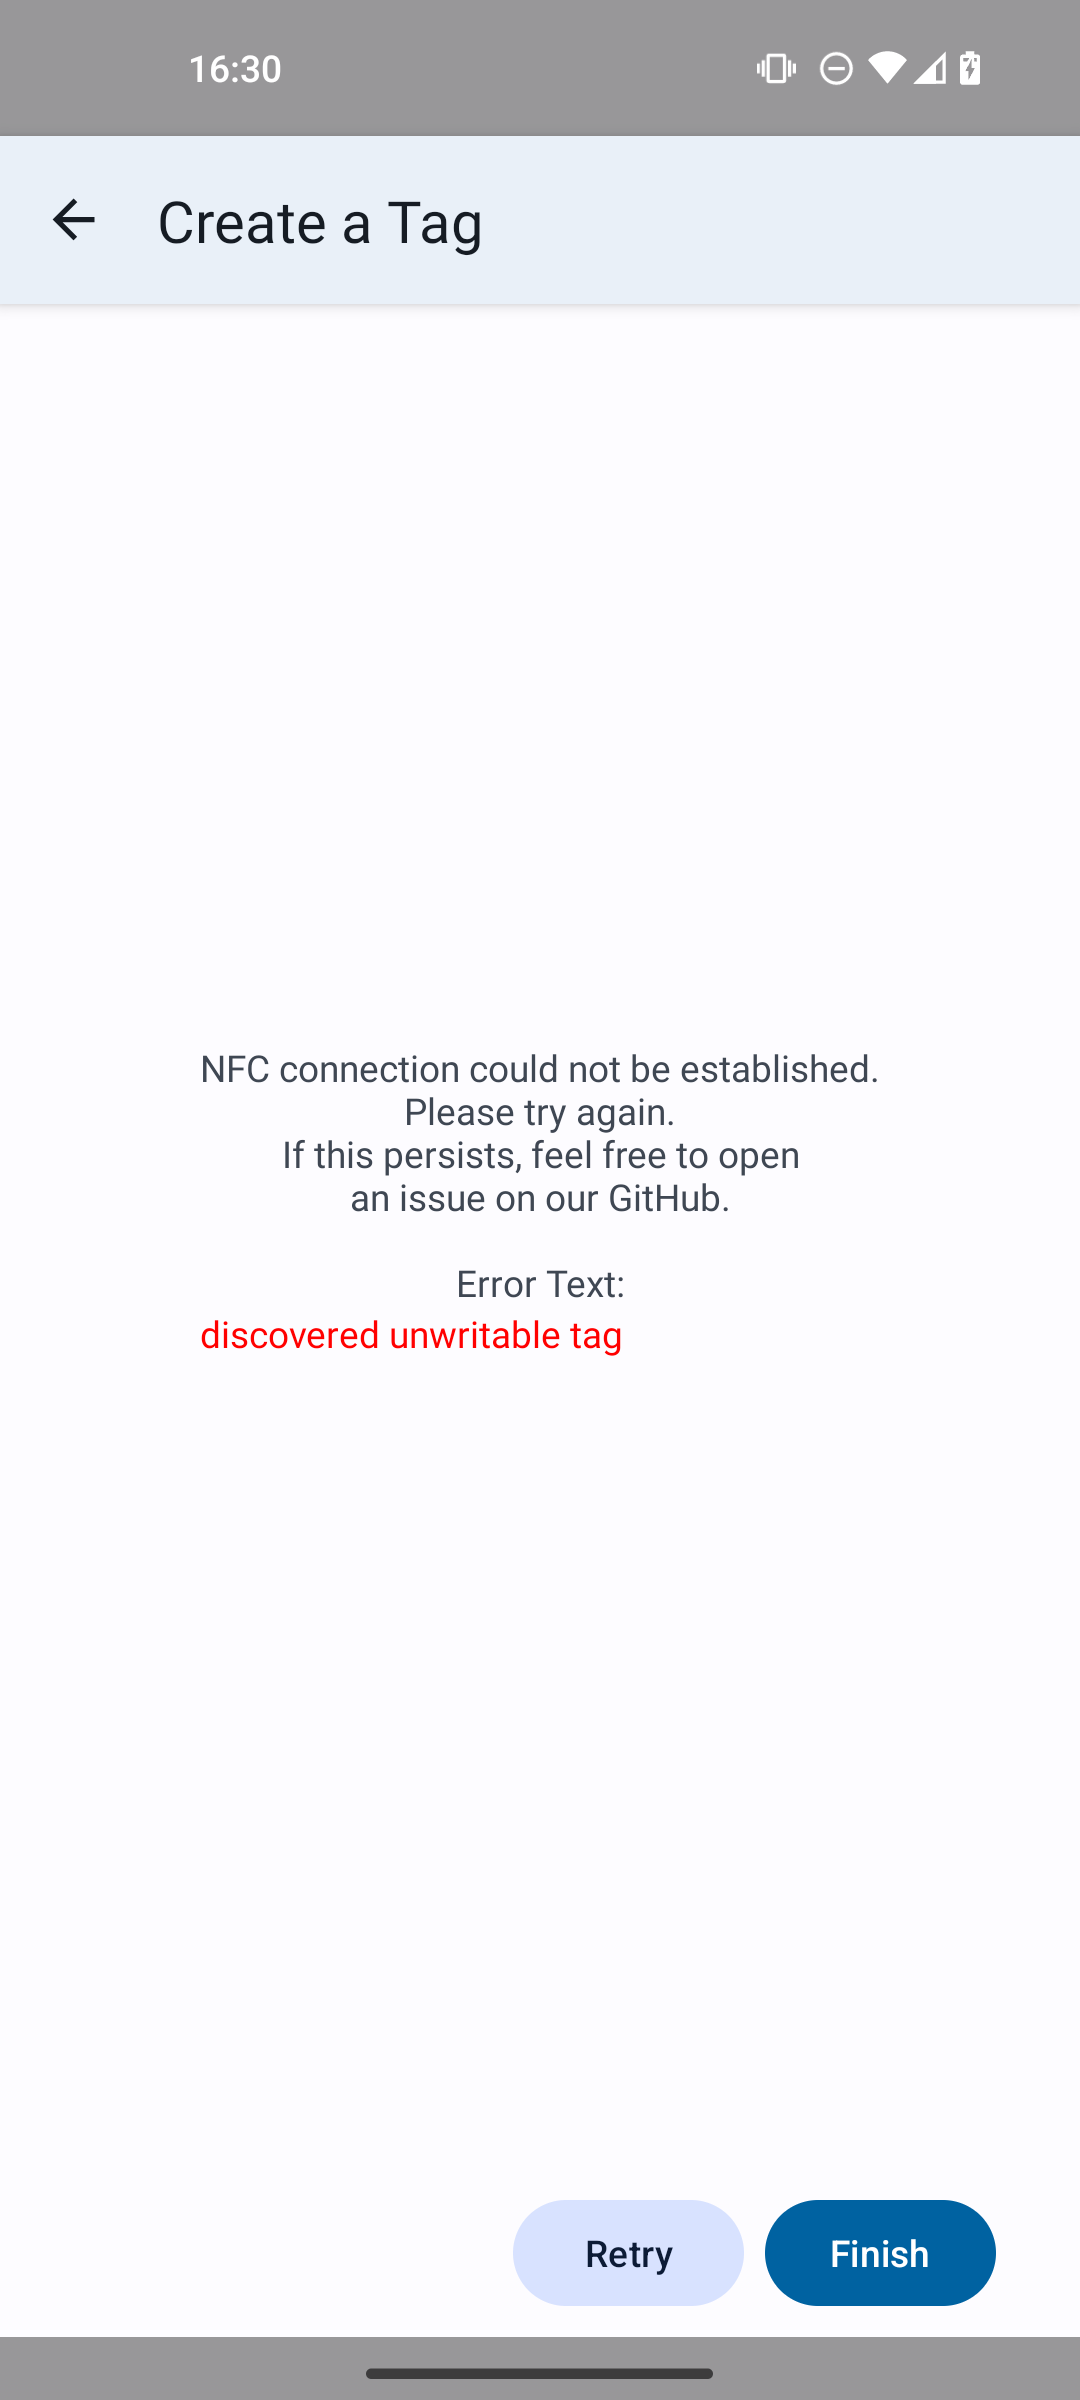 16:30
Create a Tag
NFC connection could not be established.
Please try again.
If this persists, feel free to open
an issue on our GitHub.
Error Text:
discovered unwritable tag
Retry
Finish